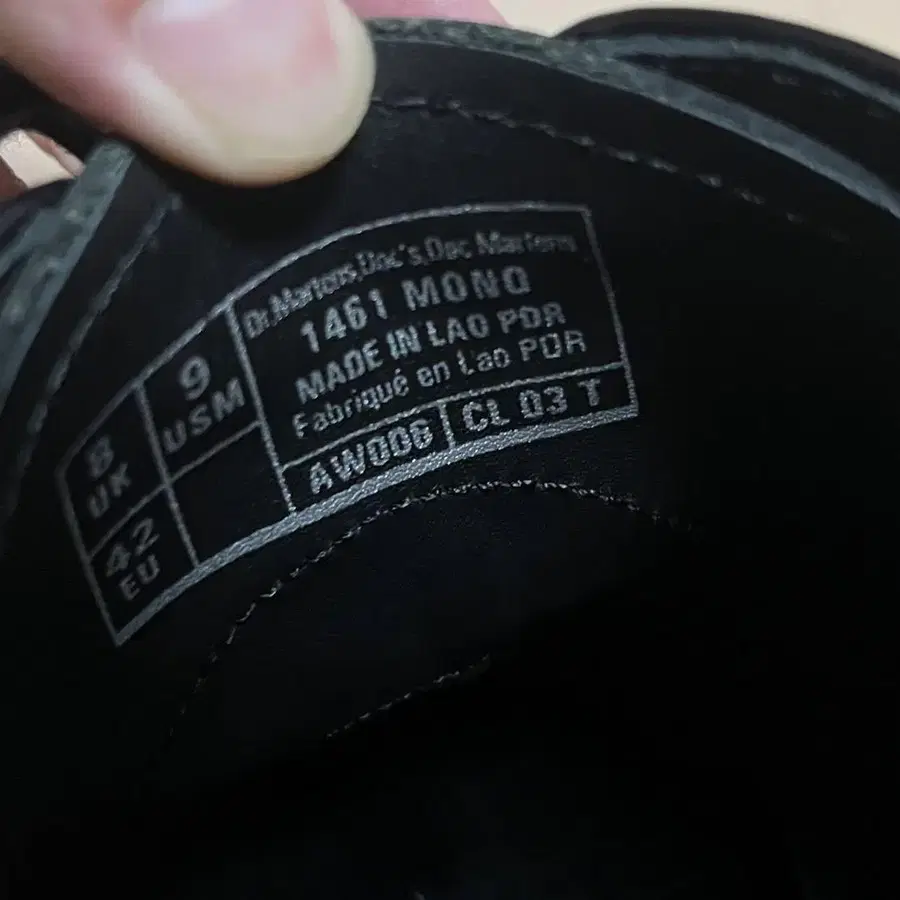 Dr.Martens,Doc's,Doc Martens
1461 MONO
MADE IN LAO PDR
Fabriqué en Lao PDR
AW006 CL 03 T
8
UK
9
USM
42
EU